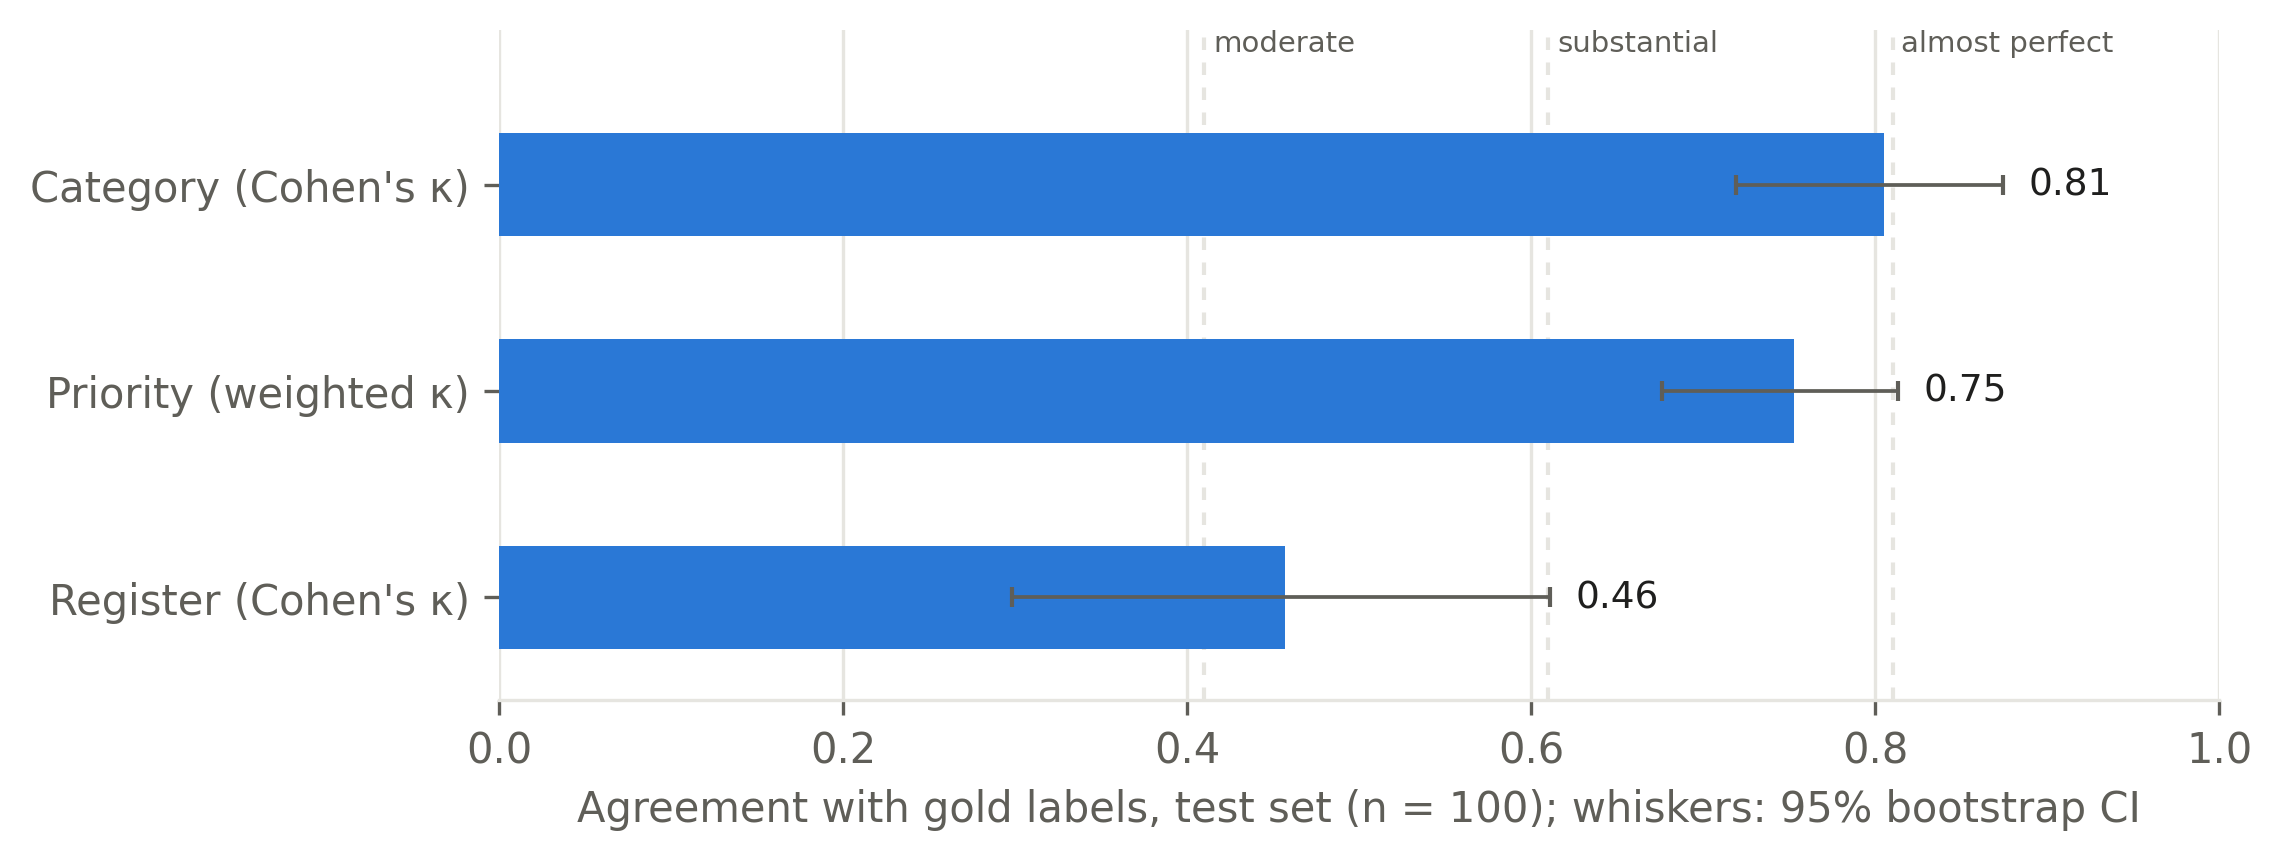 moderate substantial almost perfect
Category (Cohen's κ) 0.81
Priority (weighted κ) 0.75
Register (Cohen's κ) 0.46
0.0 0.2 0.4 0.6 0.8 1.0
Agreement with gold labels, test set (n = 100); whiskers: 95% bootstrap CI